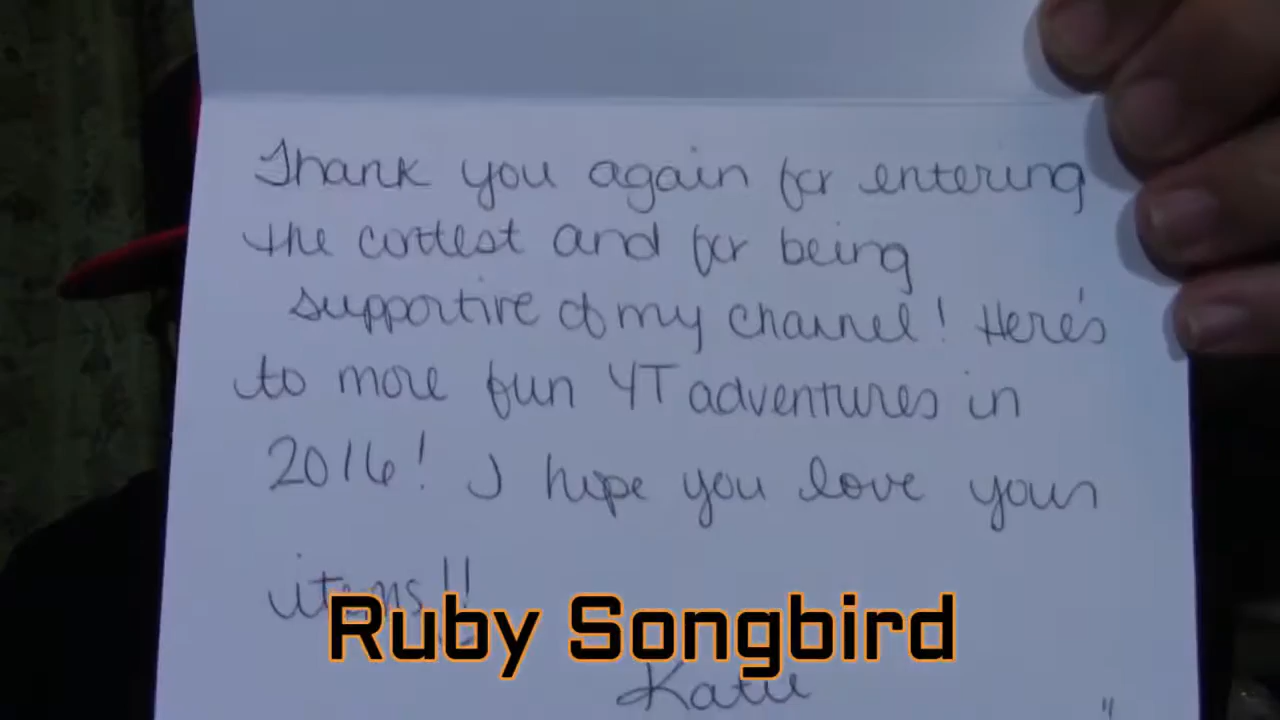 Thank you again for entering
the contest and for being
supportive of my channel! Here's
to more fun YT adventures in
2016! I hope you love your
items!!
Ruby Songbird
Katie
"